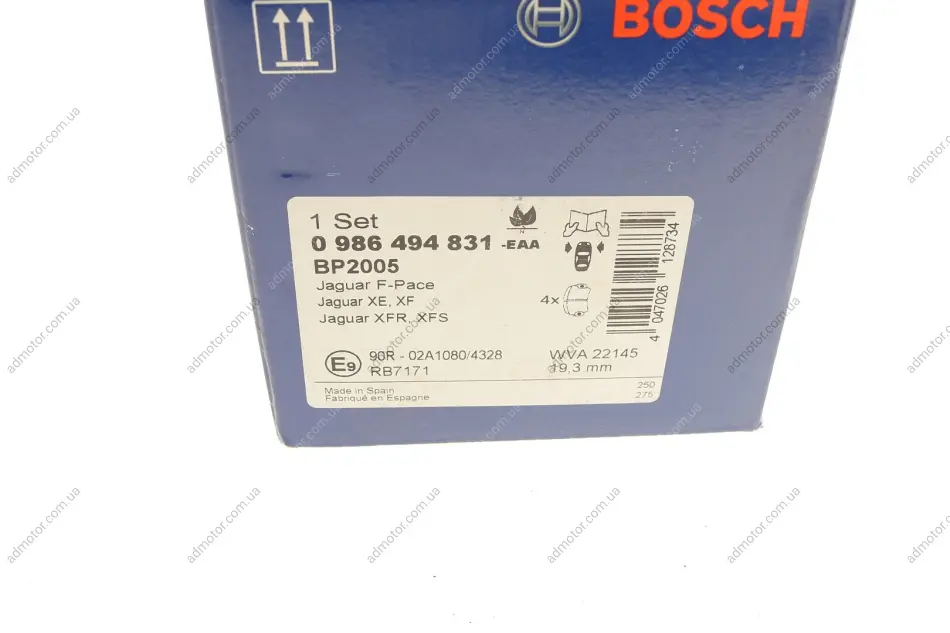 BOSCH
1 Set
0 986 494 831 -EAA
BP2005
Jaguar F-Pace
Jaguar XE, XF
Jaguar XFR, XFS
4x
4 047026 128734
E9
90R - 02A1080/4328
RB7171
WVA 22145
19,3 mm
Made in Spain
Fabriqué en Espagne
250
275
admotor.com.ua